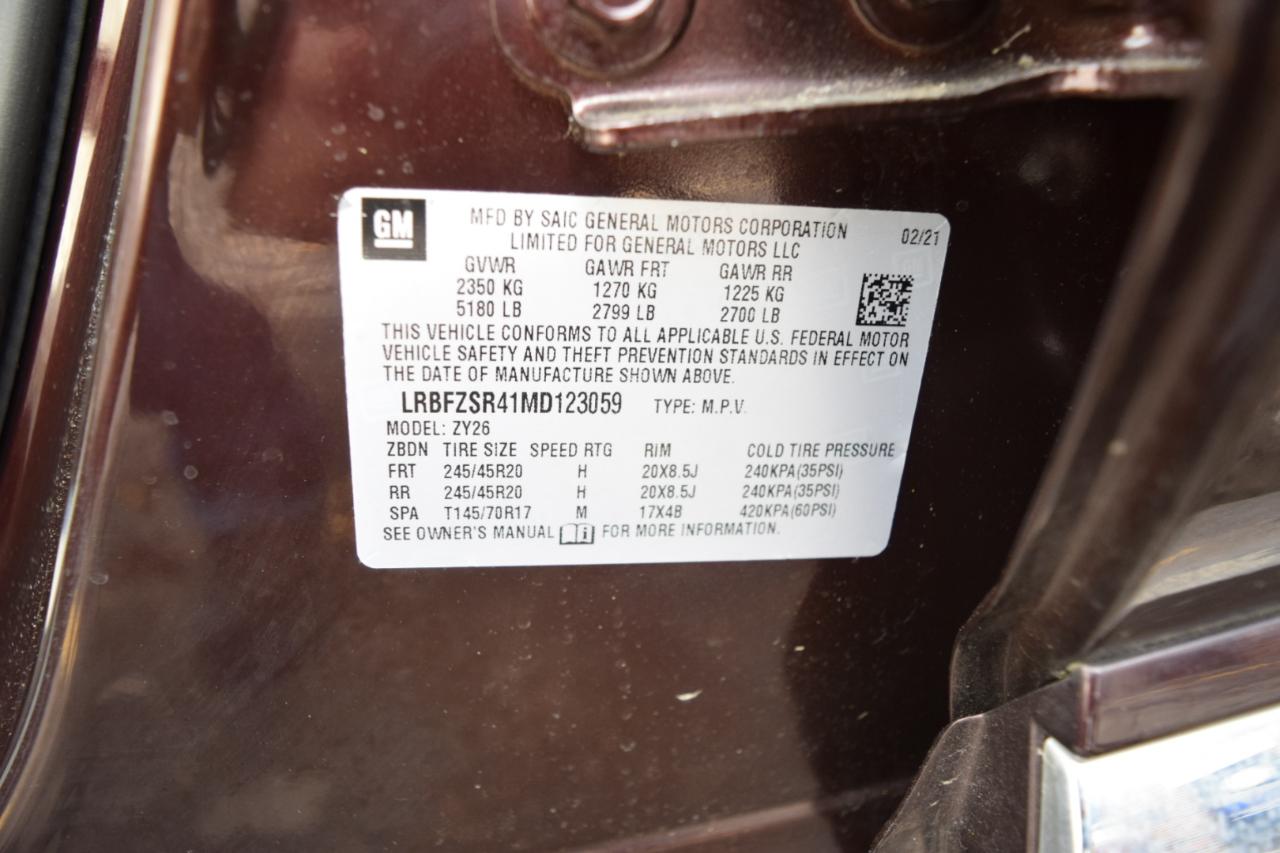 GM
MFD BY SAIC GENERAL MOTORS CORPORATION
LIMITED FOR GENERAL MOTORS LLC
02/21
GVWR GAWR FRT GAWR RR
2350 KG 1270 KG 1225 KG
5180 LB 2799 LB 2700 LB
THIS VEHICLE CONFORMS TO ALL APPLICABLE U.S. FEDERAL MOTOR
VEHICLE SAFETY AND THEFT PREVENTION STANDARDS IN EFFECT ON
THE DATE OF MANUFACTURE SHOWN ABOVE.
LRBFZSR41MD123059 TYPE: M.P.V.
MODEL: ZY26
ZBDN TIRE SIZE SPEED RTG RIM COLD TIRE PRESSURE
FRT 245/45R20 H 20X8.5J 240KPA(35PSI)
RR 245/45R20 H 20X8.5J 240KPA(35PSI)
SPA T145/70R17 M 17X4B 420KPA(60PSI)
SEE OWNER'S MANUAL FOR MORE INFORMATION.